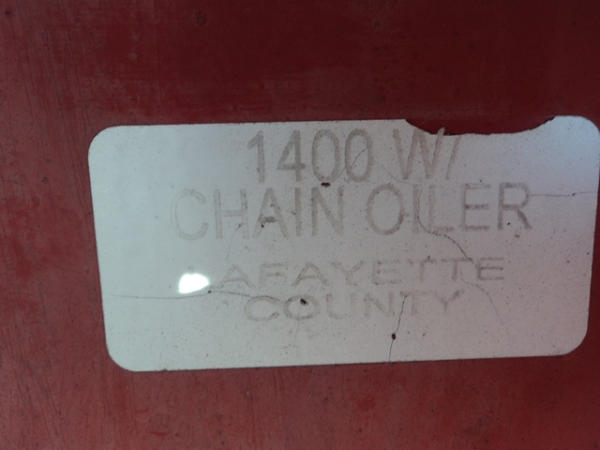 1400 W/
CHAIN OILER
LAFAYETTE
COUNTY